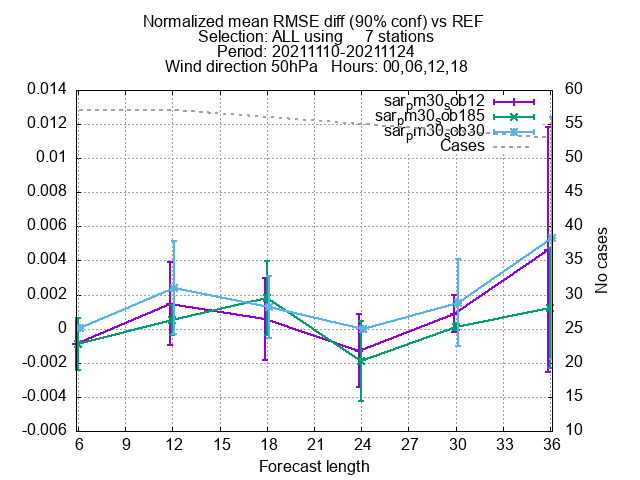 Normalized mean RMSE diff (90% conf) vs REF
Selection: ALL using 7 stations
Period: 20211110-20211124
Wind direction 50hPa Hours: 00,06,12,18
0.014 60
sar_pm30_sob12
sar_pm30_sob185
0.012 55
sar_pm30_sob30
Cases
0.01 50
0.008 45
0.006 40
0.004 35
0.002 30
0 25
-0.002 20
-0.004 15
-0.006 10
No cases
6 9 12 15 18 21 24 27 30 33 36
Forecast length